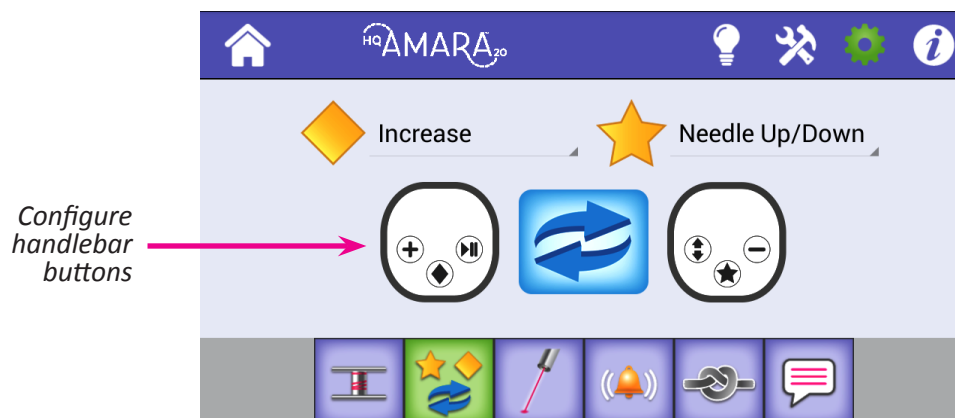 HQ AMARA 20
Increase
Needle Up/Down
Configure
handlebar
buttons